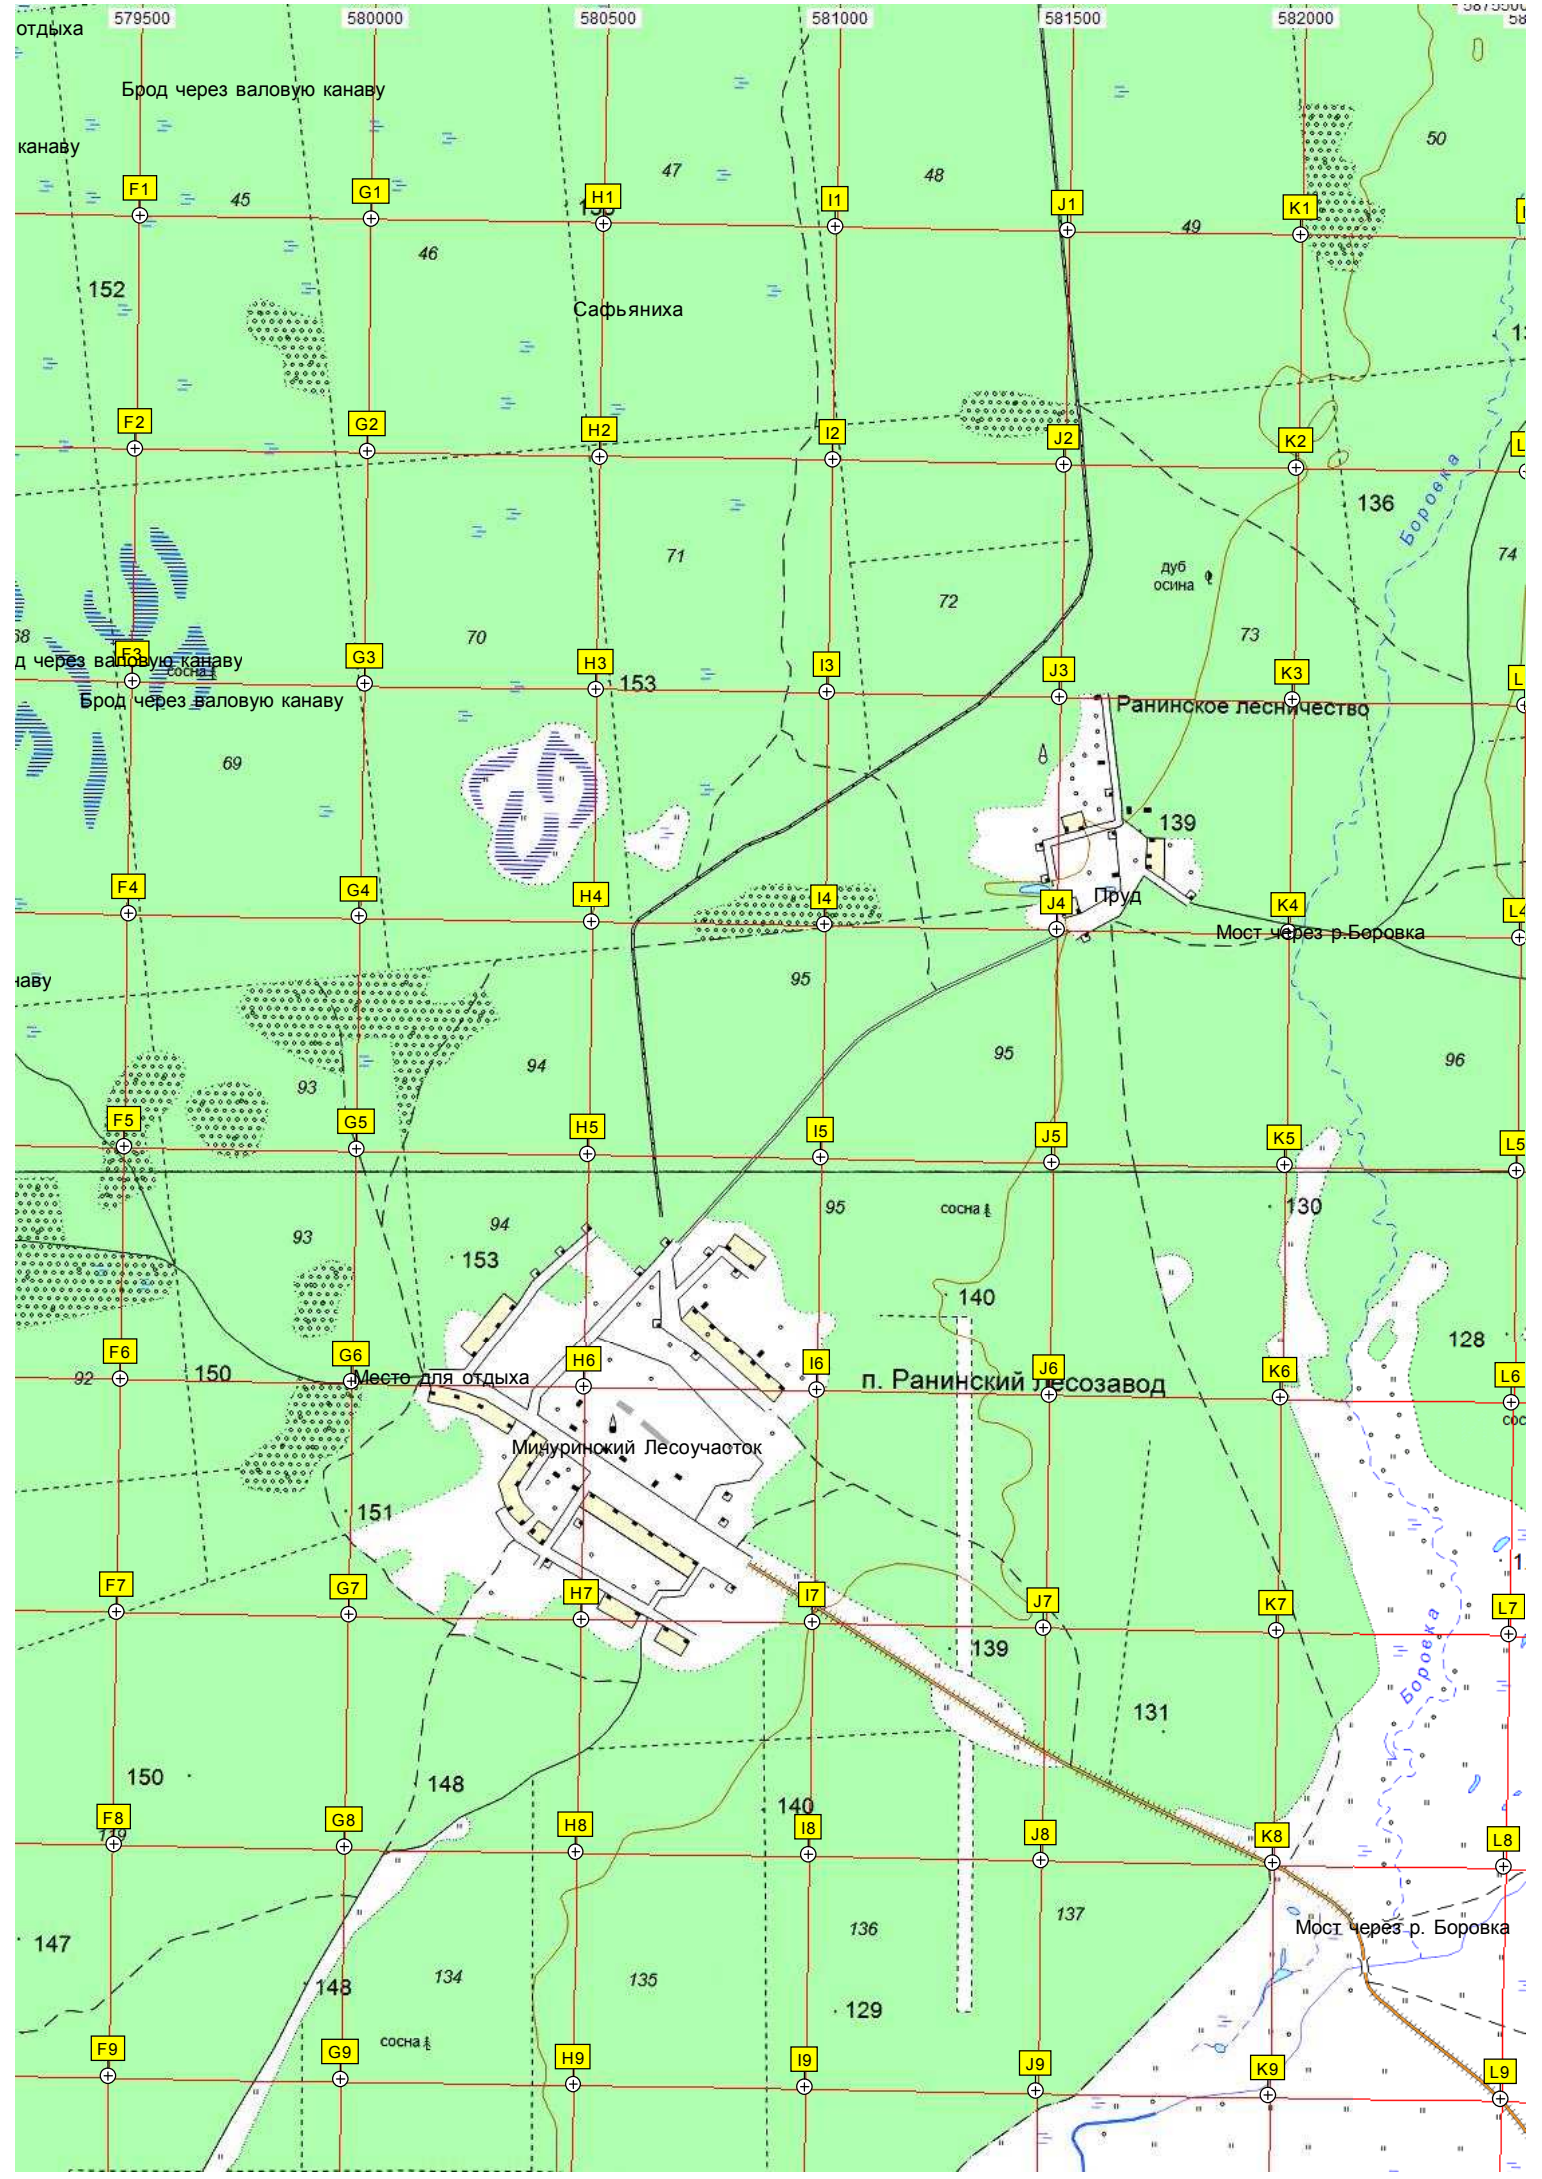 579500 580000 580500 581000 581500 582000
отдыха
Брод через валовую канаву
50
канаву
47
48
F1 G1 H1 I1 J1 K1
45
49
46
152
Сафьяниха
F2 G2 H2 I2 J2 K2
136
Боровка
71
74
дуб
осина
72
70
73
F3 G3 H3 I3 J3 K3
д через валовую канаву
сосна
153
Брод через валовую канаву
Ранинское лесничество
69
139
F4 G4 H4 I4 J4 K4 L4
Пруд
Мост через р.Боровка
95
наву
95
96
94
93
F5 G5 H5 I5 J5 K5 L5
95
сосна
130
94
93
153
140
128
F6 G6 H6 I6 J6 K6 L6
92
150
Место для отдыха
п. Ранинский лесозавод
сос
Мичуринский Лесоучасток
151
F7 G7 H7 I7 J7 K7 L7
139
Боровка
131
150
148
140
F8 G8 H8 I8 J8 K8 L8
137
136
Мост через р. Боровка
147
134
135
148
129
сосна
F9 G9 H9 I9 J9 K9 L9